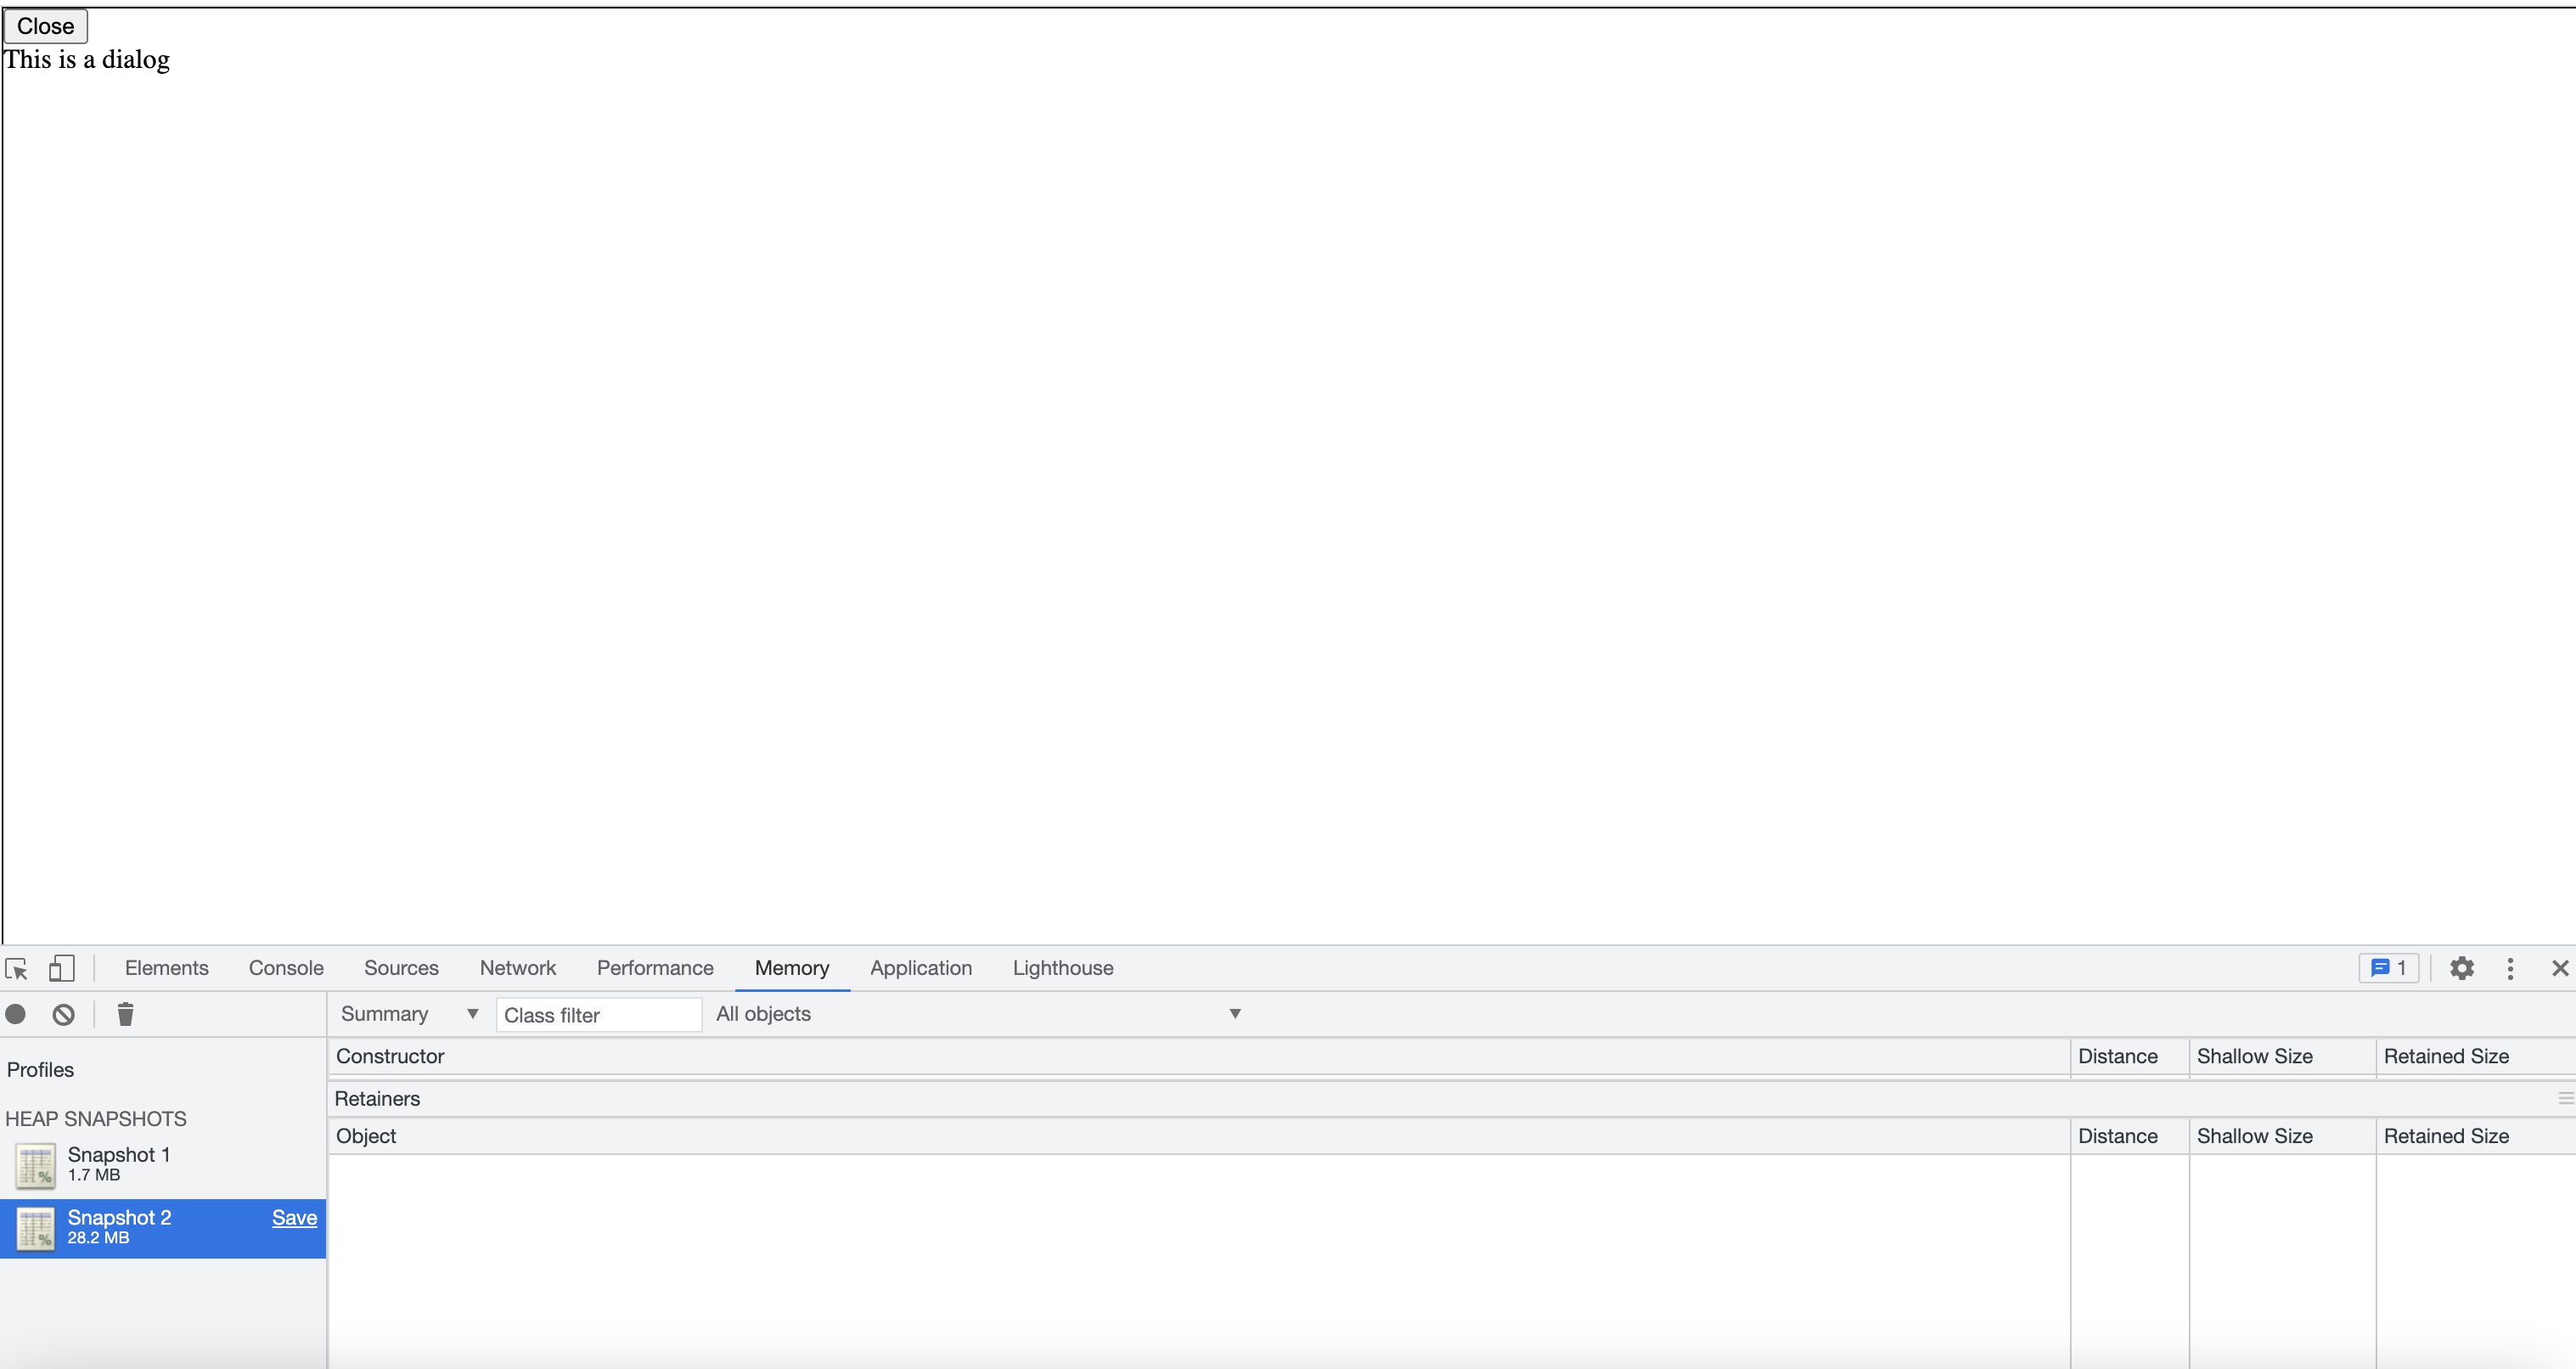 Close
This is a dialog
Elements Console Sources Network Performance Memory Application Lighthouse 1
Summary Class filter All objects
Profiles
HEAP SNAPSHOTS
Snapshot 1
1.7 MB
Snapshot 2 Save
28.2 MB
Constructor Distance Shallow Size Retained Size
Retainers
Object Distance Shallow Size Retained Size